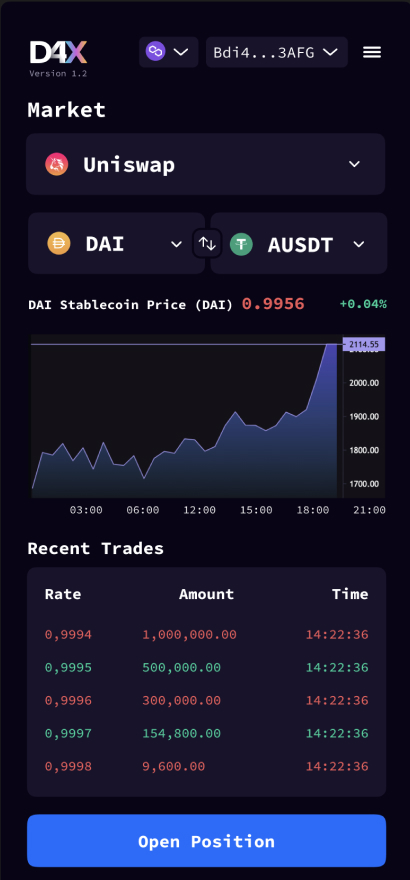 D4X
Bdi4...3AFG
Version 1.2
Market
Uniswap
DAI
AUSDT
DAI Stablecoin Price (DAI) 0.9956 +0.04%
2114.55
2000.00
1900.00
1800.00
1700.00
03:00 06:00 12:00 15:00 18:00 21:00
Recent Trades
Rate Amount Time
0,9994 1,000,000.00 14:22:36
0,9995 500,000.00 14:22:36
0,9996 300,000.00 14:22:36
0,9997 154,800.00 14:22:36
0,9998 9,600.00 14:22:36
Open Position